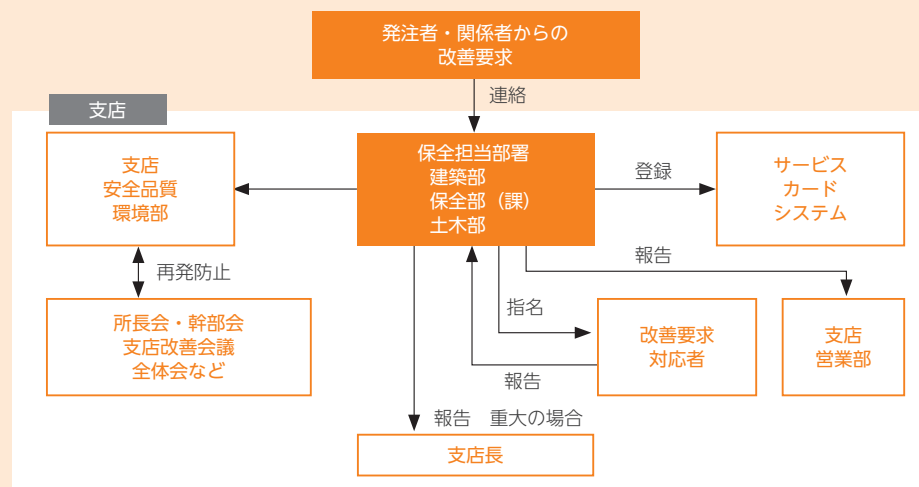 発注者・関係者からの
改善要求
連絡
支店
支店
安全品質
環境部
保全担当部署
建築部
保全部（課）
土木部
登録
サービス
カード
システム
再発防止
報告
所長会・幹部会
支店改善会議
全体会など
指名
改善要求
対応者
支店
営業部
報告
報告　重大の場合
支店長